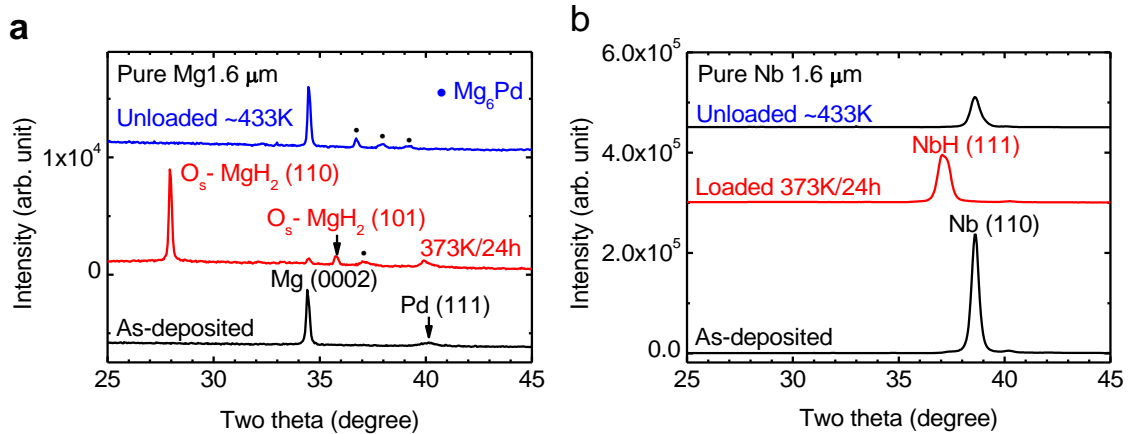 a
Pure Mg1.6 μm
• Mg6Pd
Unloaded ~433K
1x10^4
Os- MgH2 (110)
Os- MgH2 (101)
373K/24h
0
Mg (0002)
Pd (111)
As-deposited
Intensity (arb. unit)
25 30 35 40 45
Two theta (degree)
b
6.0x10^5
Pure Nb 1.6 μm
Unloaded ~433K
4.0x10^5
NbH (111)
Loaded 373K/24h
Nb (110)
2.0x10^5
As-deposited
0.0
Intensity (arb. unit)
25 30 35 40 45
Two theta (degree)